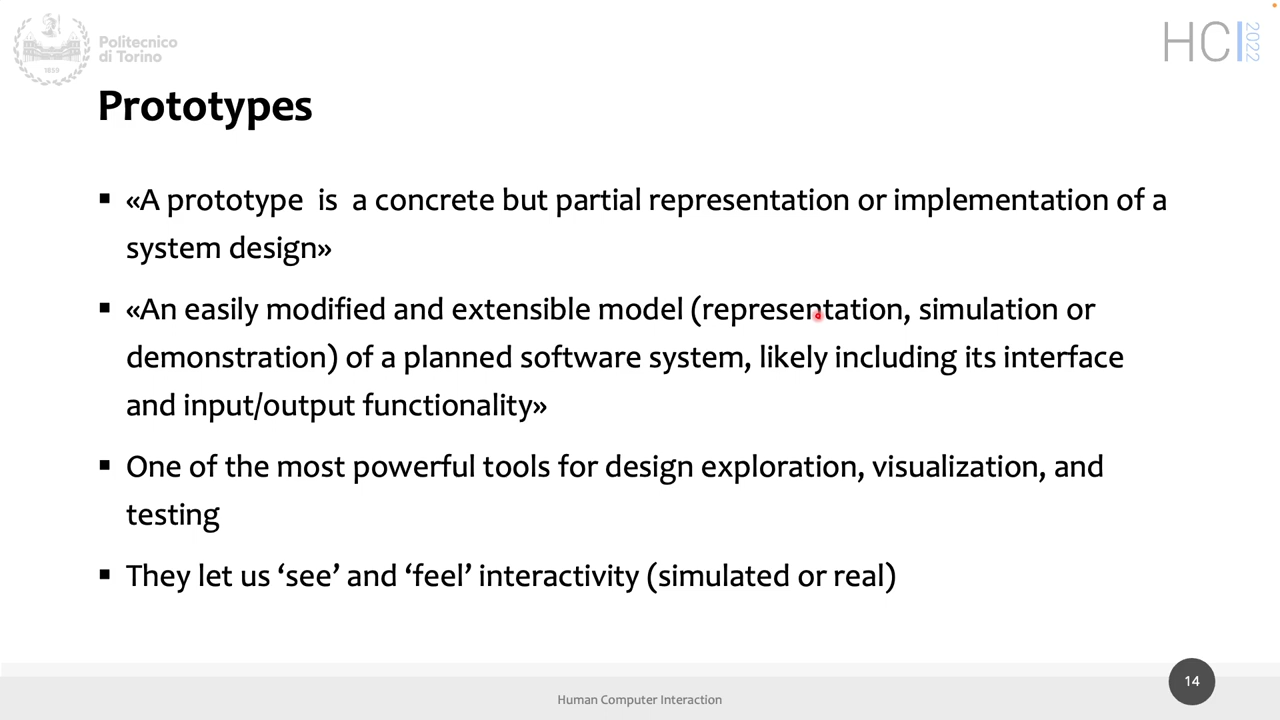 Politecnico
di Torino
1859
HCI 2022
Prototypes
▪ «A prototype is a concrete but partial representation or implementation of a
system design»
▪ «An easily modified and extensible model (representation, simulation or
demonstration) of a planned software system, likely including its interface
and input/output functionality»
▪ One of the most powerful tools for design exploration, visualization, and
testing
▪ They let us ‘see’ and ‘feel’ interactivity (simulated or real)
Human Computer Interaction
14